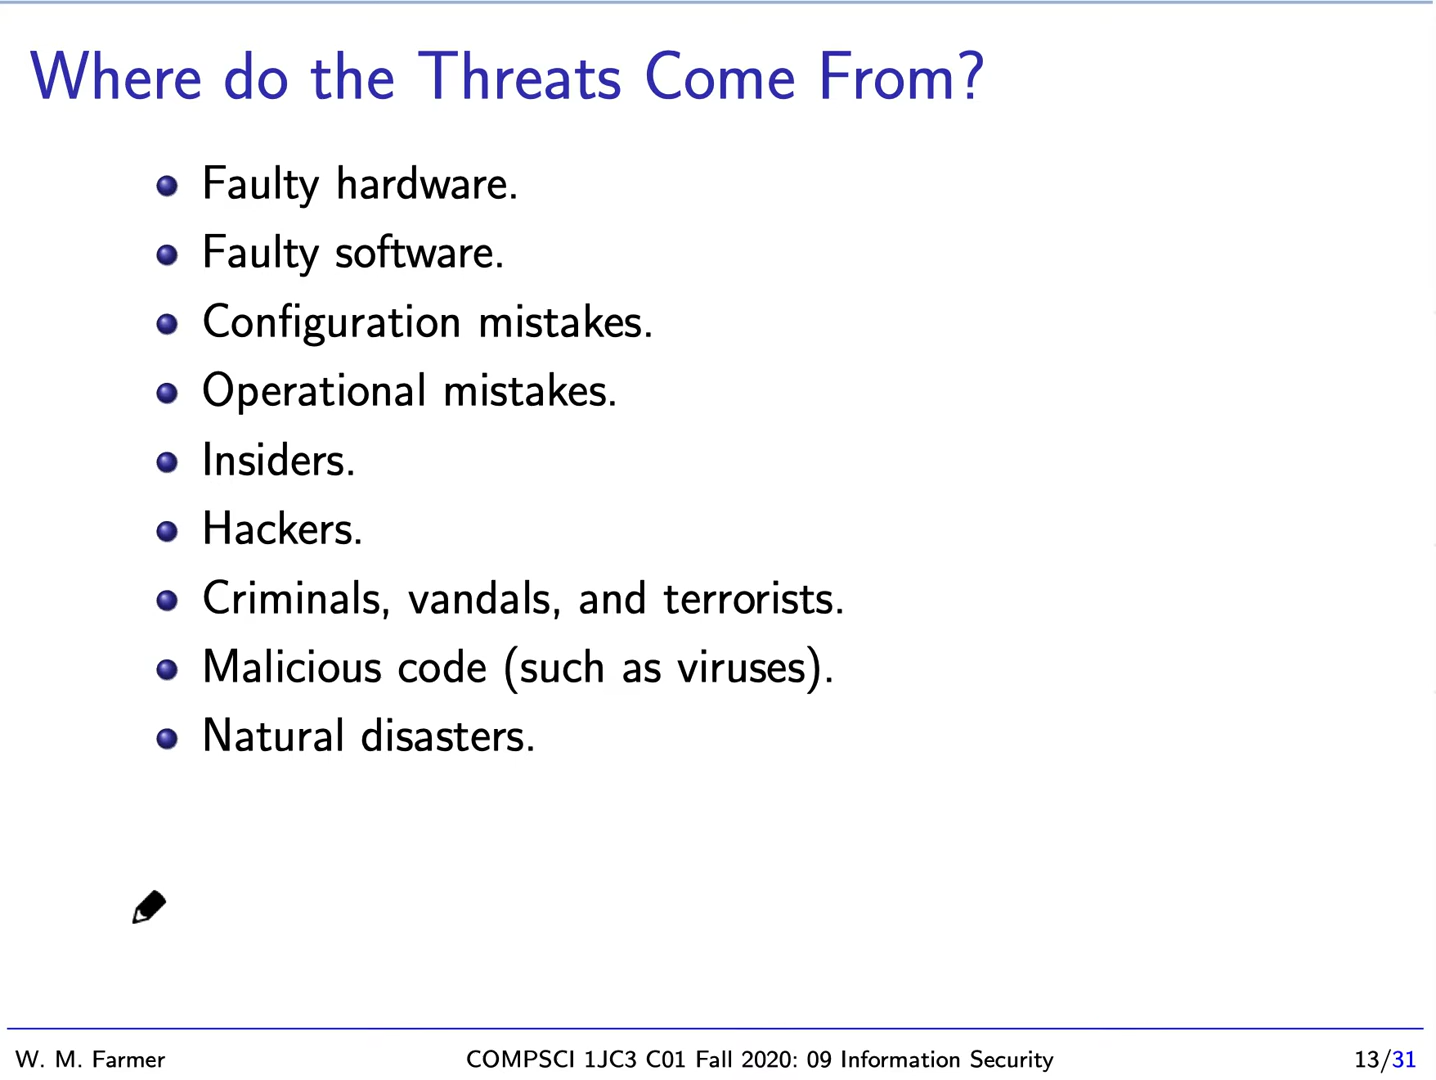 Where do the Threats Come From?
Faulty hardware.
Faulty software.
Configuration mistakes.
Operational mistakes.
Insiders.
Hackers.
Criminals, vandals, and terrorists.
Malicious code (such as viruses).
Natural disasters.
W. M. Farmer
COMPSCI 1JC3 C01 Fall 2020: 09 Information Security
13/31